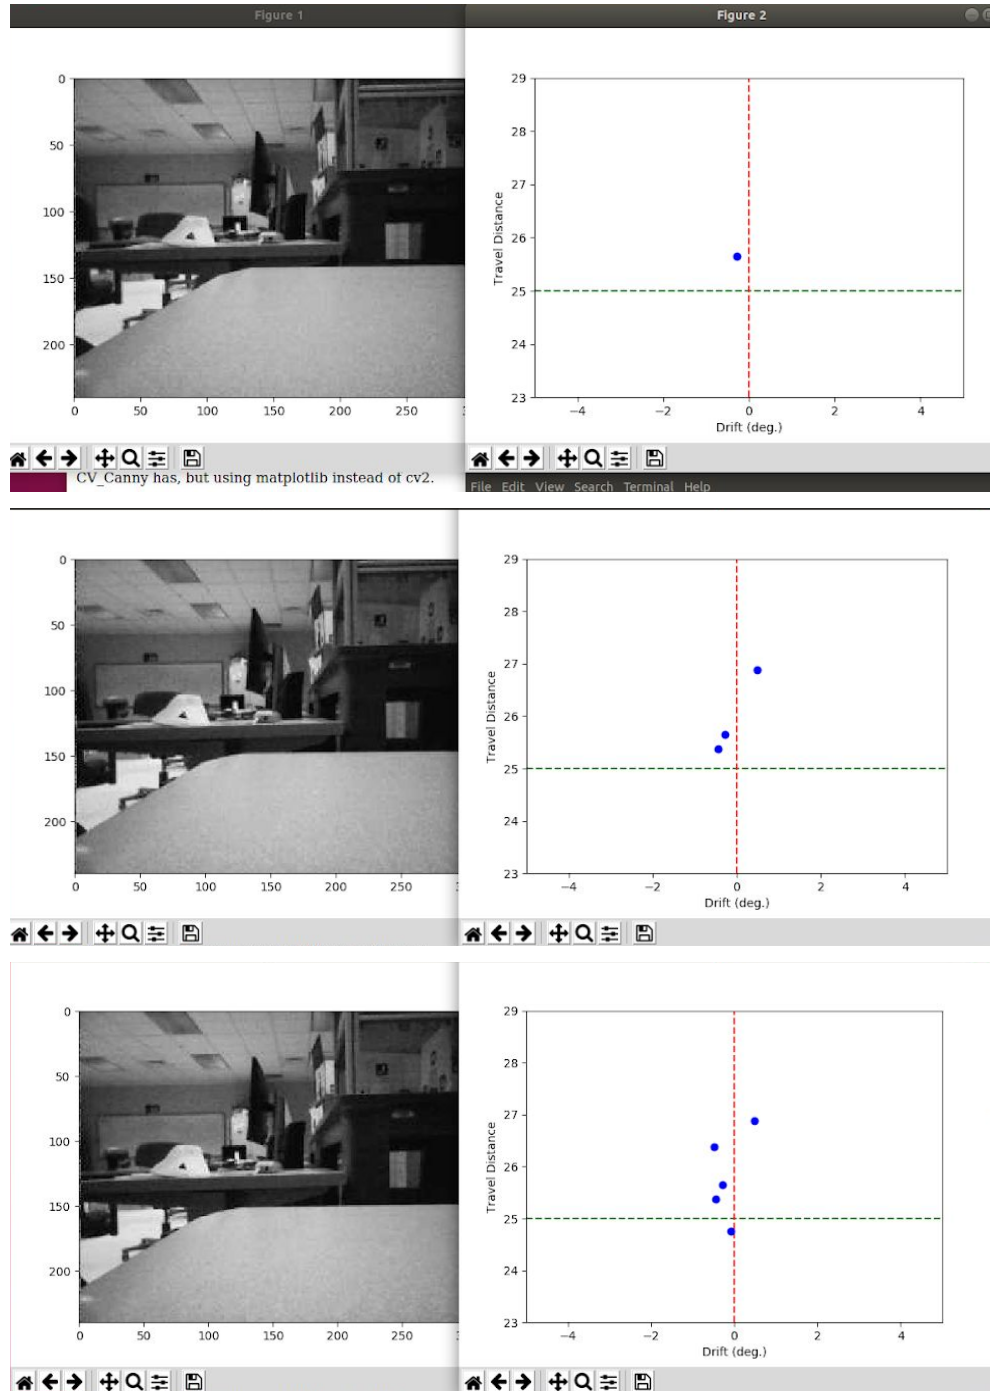 Figure 1
Figure 2
0
50
100
150
200
0 50 100 150 200 250
29
28
27
26
25
24
23
Travel Distance
−4 −2 0 2 4
Drift (deg.)
CV_Canny has, but using matplotlib instead of cv2.
File Edit View Search Terminal Help
0
50
100
150
200
0 50 100 150 200 250
29
28
27
26
25
24
23
Travel Distance
−4 −2 0 2 4
Drift (deg.)
0
50
100
150
200
0 50 100 150 200 250
29
28
27
26
25
24
23
Travel Distance
−4 −2 0 2 4
Drift (deg.)